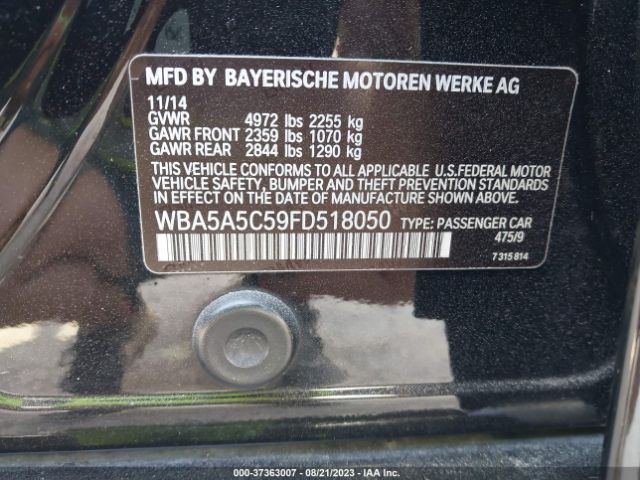 MFD BY BAYERISCHE MOTOREN WERKE AG
11/14
GVWR 4972 lbs 2255 kg
GAWR FRONT 2359 lbs 1070 kg
GAWR REAR 2844 lbs 1290 kg
THIS VEHICLE CONFORMS TO ALL APPLICABLE U.S.FEDERAL MOTOR
VEHICLE SAFETY, BUMPER AND THEFT PREVENTION STANDARDS
IN EFFECT ON THE DATE OF MANUFACTURE SHOWN ABOVE.
WBA5A5C59FD518050 TYPE: PASSENGER CAR
475/9
7 315 814
000-37363007 - 08/21/2023 - IAA Inc.